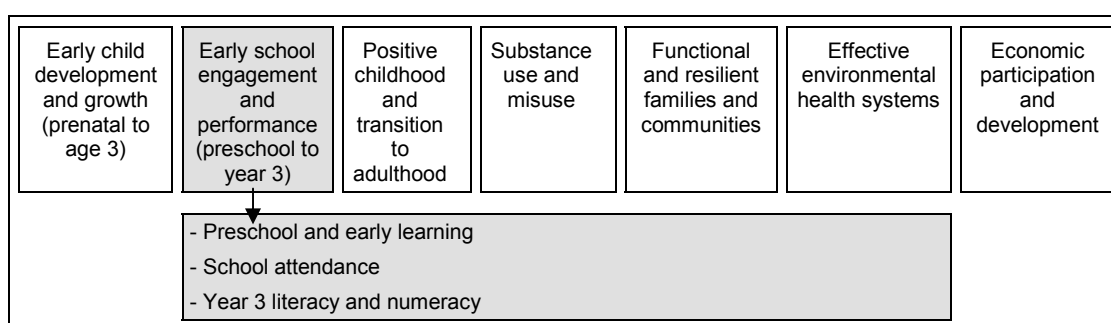 Early child
development
and growth
(prenatal to
age 3)
Early school
engagement
and
performance
(preschool to
year 3)
Positive
childhood
and
transition
to
adulthood
Substance
use and
misuse
Functional
and resilient
families and
communities
Effective
environmental
health systems
Economic
participation
and
development
- Preschool and early learning
- School attendance
- Year 3 literacy and numeracy